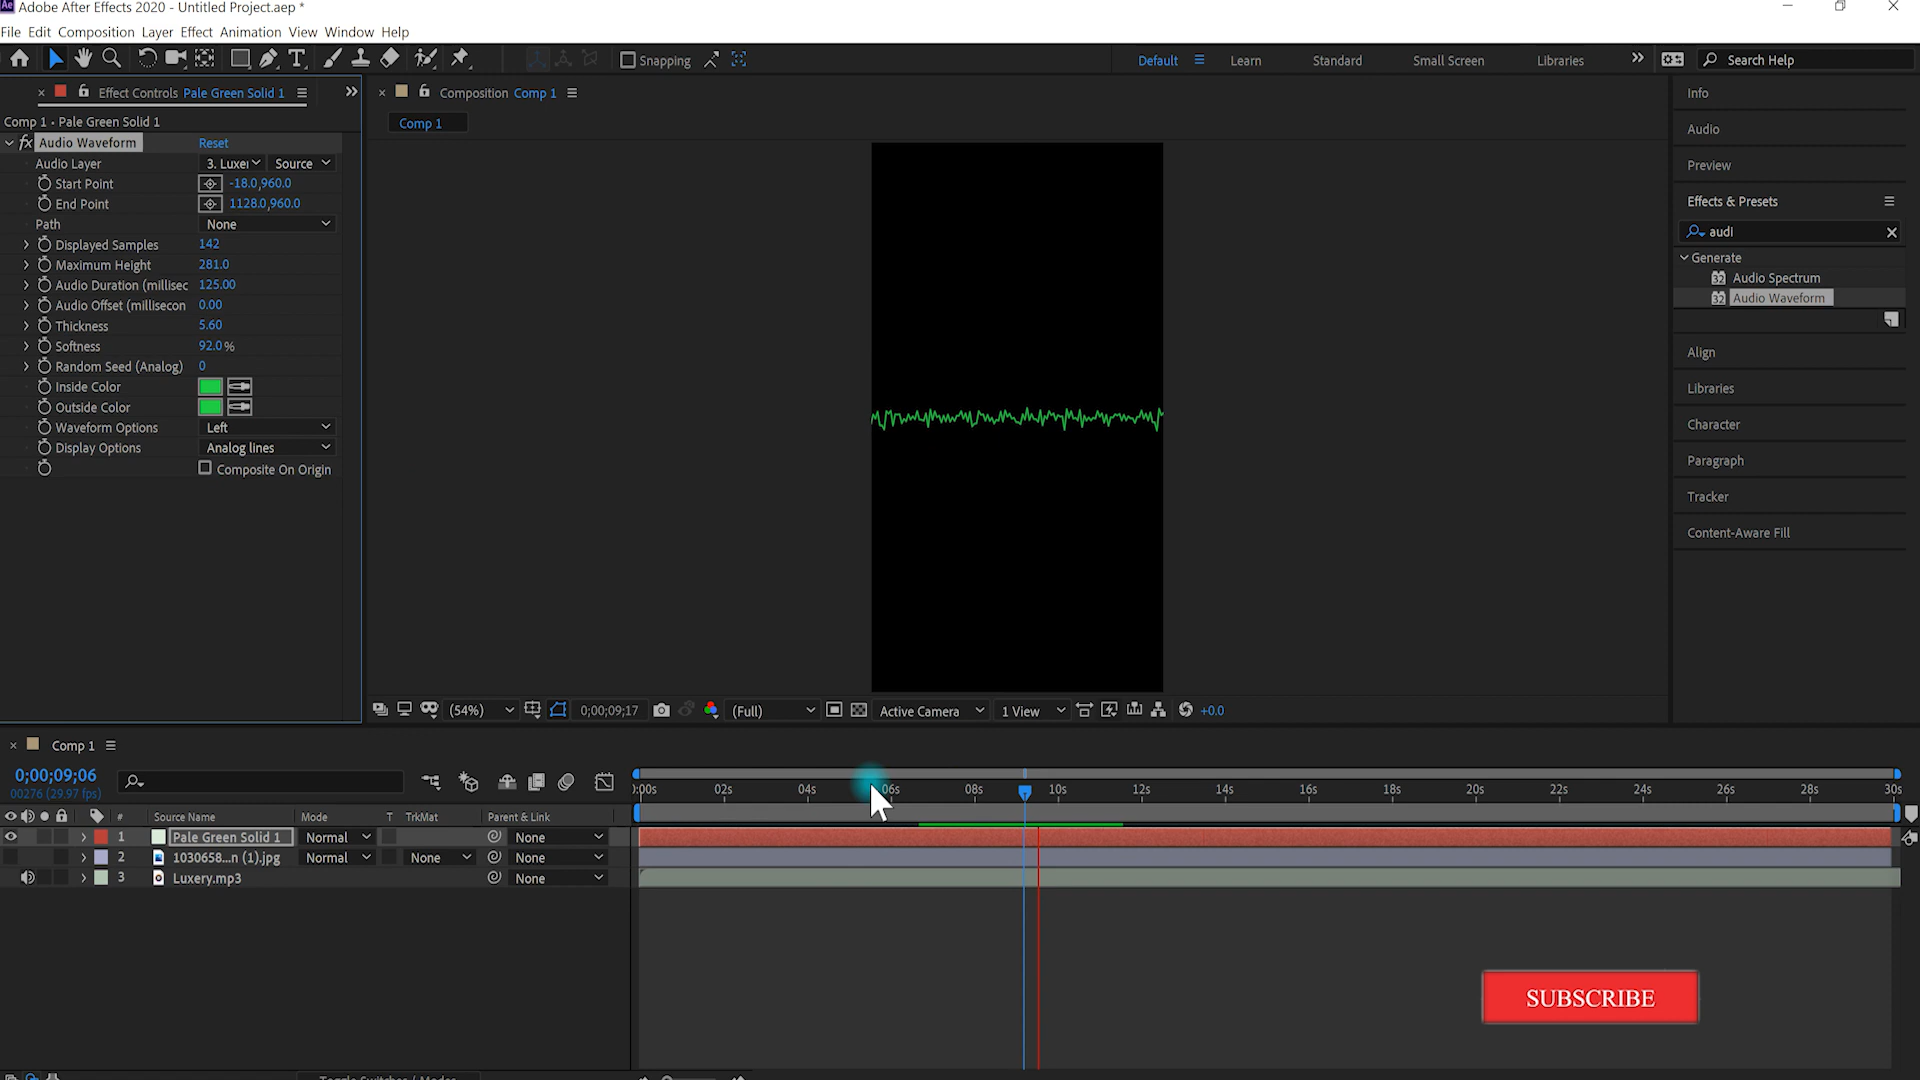 Ae Adobe After Effects 2020 - Untitled Project.aep *
File Edit Composition Layer Effect Animation View Window Help
Snapping
Default Learn Standard Small Screen Libraries
Search Help
Effect Controls Pale Green Solid 1
Composition Comp 1
Comp 1 • Pale Green Solid 1
Comp 1
fx Audio Waveform Reset
Audio Layer 3. Luxer Source
Start Point -18.0,960.0
End Point 1128.0,960.0
Path None
Displayed Samples 142
Maximum Height 281.0
Audio Duration (millisec 125.00
Audio Offset (millisecon 0.00
Thickness 5.60
Softness 92.0 %
Random Seed (Analog) 0
Inside Color
Outside Color
Waveform Options Left
Display Options Analog lines
Composite On Origin
Info
Audio
Preview
Effects & Presets
audi
Generate
32 Audio Spectrum
32 Audio Waveform
Align
Libraries
Character
Paragraph
Tracker
Content-Aware Fill
(54%) 0;00;09;17 (Full) Active Camera 1 View +0.0
Comp 1
0;00;09;06
00276 (29.97 fps)
):00s 02s 04s 06s 08s 10s 12s 14s 16s 18s 20s 22s 24s 26s 28s 30s
# Source Name Mode T TrkMat Parent & Link
1 Pale Green Solid 1 Normal None
2 1030658...n (1).jpg Normal None None
3 Luxery.mp3 None
SUBSCRIBE
Toggle Switches / Modes